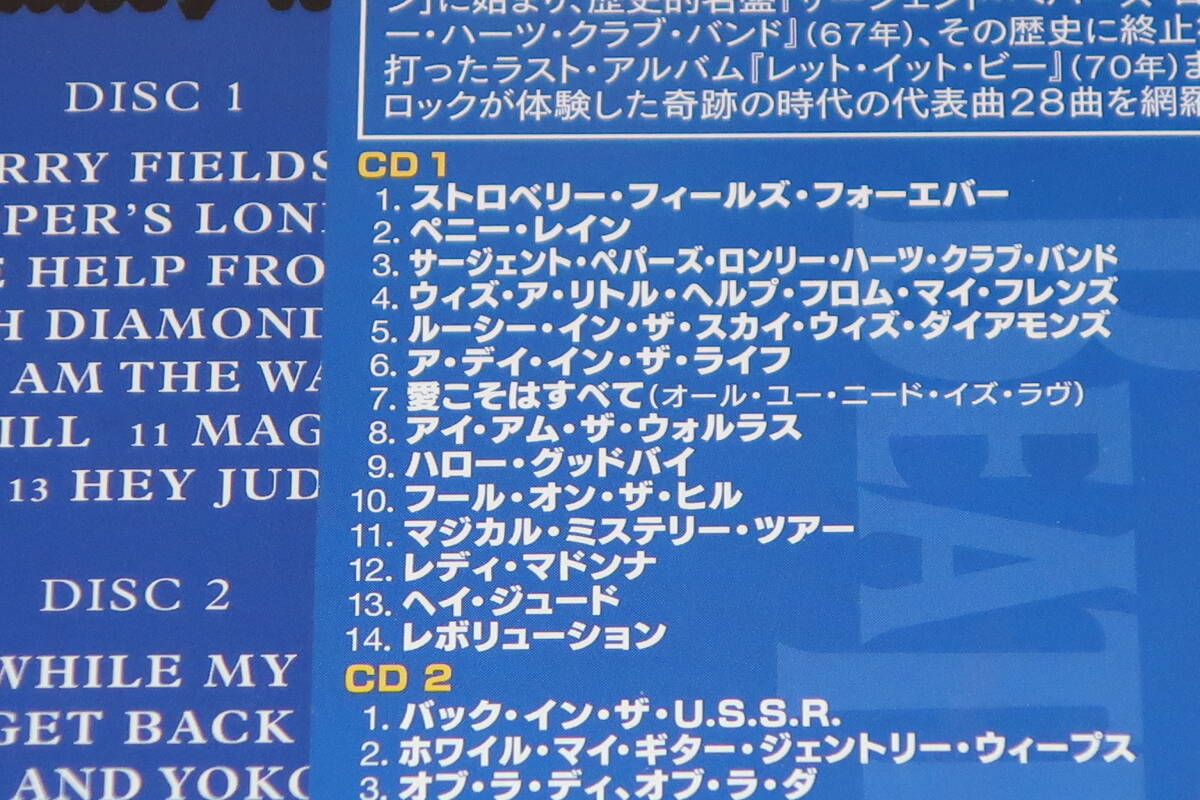 DISC 1
RRY FIELDS
PER'S LON
E HELP FRO
H DIAMOND
AM THE WA
ILL 11 MAG
13 HEY JUD
DISC 2
WHILE MY
GET BACK
AND YOKO
ー・ハーツ・クラブ・バンド』(67年)、その歴史に終止
打ったラスト・アルバム『レット・イット・ビー』(70年)ま
ロックが体験した奇跡の時代の代表曲28曲を網羅
CD 1
1. ストロベリー・フィールズ・フォーエバー
2. ペニー・レイン
3. サージェント・ペパーズ・ロンリー・ハーツ・クラブ・バンド
4. ウィズ・ア・リトル・ヘルプ・フロム・マイ・フレンズ
5. ルーシー・イン・ザ・スカイ・ウィズ・ダイアモンズ
6. ア・デイ・イン・ザ・ライフ
7. 愛こそはすべて(オール・ユー・ニード・イズ・ラヴ)
8. アイ・アム・ザ・ウォルラス
9. ハロー・グッドバイ
10. フール・オン・ザ・ヒル
11. マジカル・ミステリー・ツアー
12. レディ・マドンナ
13. ヘイ・ジュード
14. レボリューション
CD 2
1. バック・イン・ザ・U.S.S.R.
2. ホワイル・マイ・ギター・ジェントリー・ウィープス
3. オブ・ラ・ディ、オブ・ラ・ダ